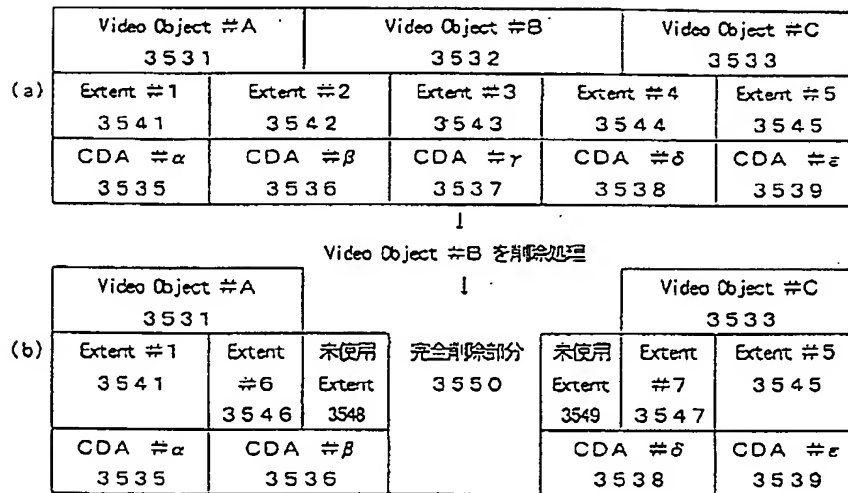 Video Object #A Video Object #B Video Object #C
3531 3532 3533
(a) Extent #1 Extent #2 Extent #3 Extent #4 Extent #5
3541 3542 3543 3544 3545
CDA #α CDA #β CDA #γ CDA #δ CDA #ε
3535 3536 3537 3538 3539
↓
Video Object #B を削除処理
Video Object #A ↓ Video Object #C
3531 3533
(b) Extent #1 Extent 未使用 完全削除部分 未使用 Extent Extent #5
3541 #6 Extent 3550 Extent #7 3545
3546 3548 3549 3547
CDA #α CDA #β CDA #δ CDA #ε
3535 3536 3538 3539